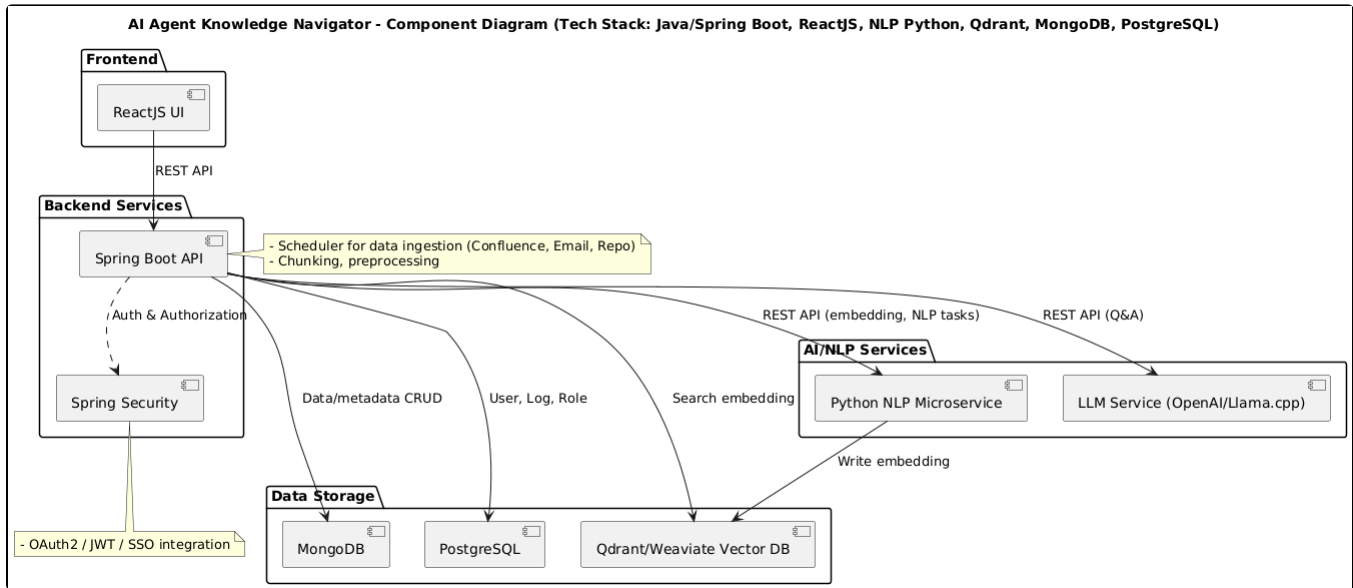 AI Agent Knowledge Navigator - Component Diagram (Tech Stack: Java/Spring Boot, ReactJS, NLP Python, Qdrant, MongoDB, PostgreSQL)
Frontend
ReactJS UI
REST API
Backend Services
Spring Boot API
- Scheduler for data ingestion (Confluence, Email, Repo)
- Chunking, preprocessing
Auth & Authorization
REST API (embedding, NLP tasks)
REST API (Q&A)
AI/NLP Services
Spring Security
Data/metadata CRUD
User, Log, Role
Search embedding
Python NLP Microservice
LLM Service (OpenAI/Llama.cpp)
Write embedding
Data Storage
- OAuth2 / JWT / SSO integration
MongoDB
PostgreSQL
Qdrant/Weaviate Vector DB